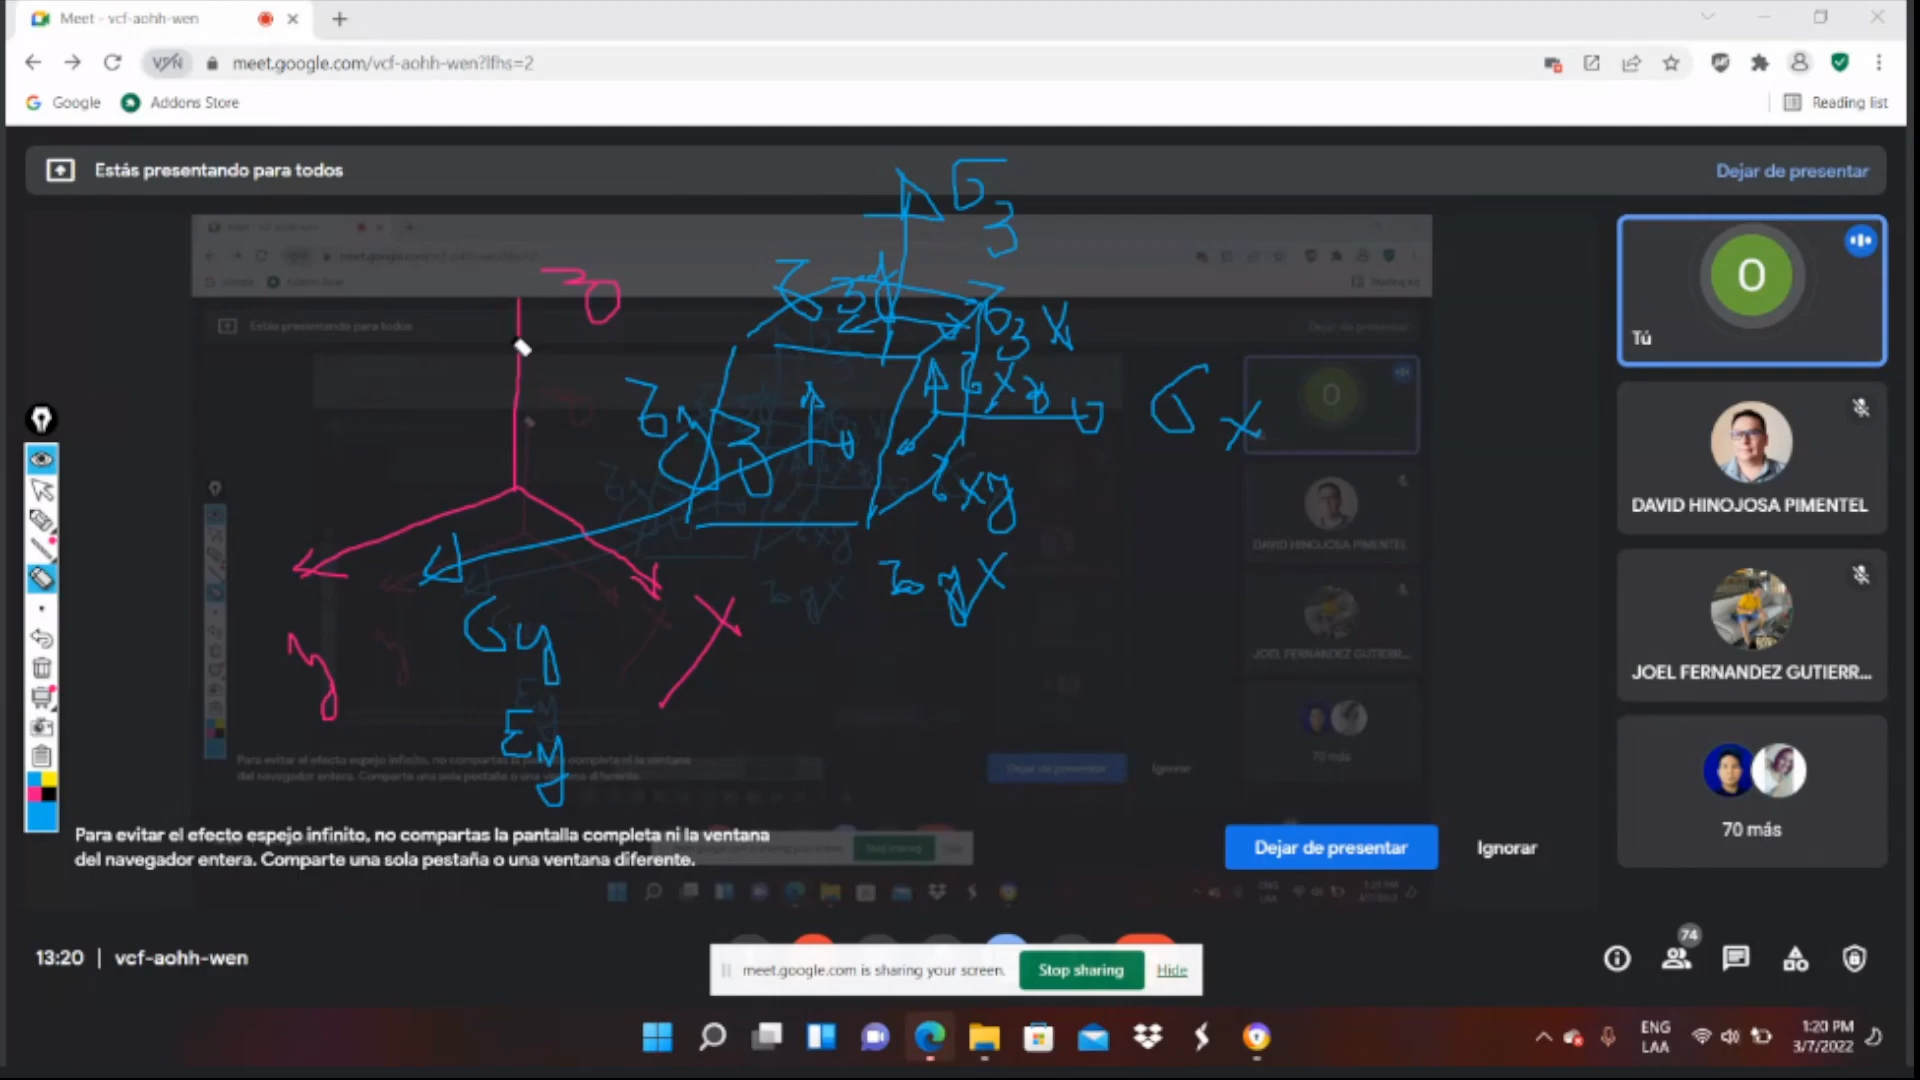 Meet - vcf-aohh-wen
VPN
meet.google.com/vcf-aohh-wen?lfhs=2
Google
Addons Store
Reading list
Estás presentando para todos
Dejar de presentar
O
Tú
DAVID HINOJOSA PIMENTEL
JOEL FERNANDEZ GUTIERR...
70 más
σ 3
σ x
x
y
σy
Ey
Para evitar el efecto espejo infinito, no compartas la pantalla completa ni la ventana
del navegador entera. Comparte una sola pestaña o una ventana diferente.
Dejar de presentar
Ignorar
13:20 | vcf-aohh-wen
meet.google.com is sharing your screen.
Stop sharing
Hide
74
ENG
LAA
1:20 PM
3/7/2022